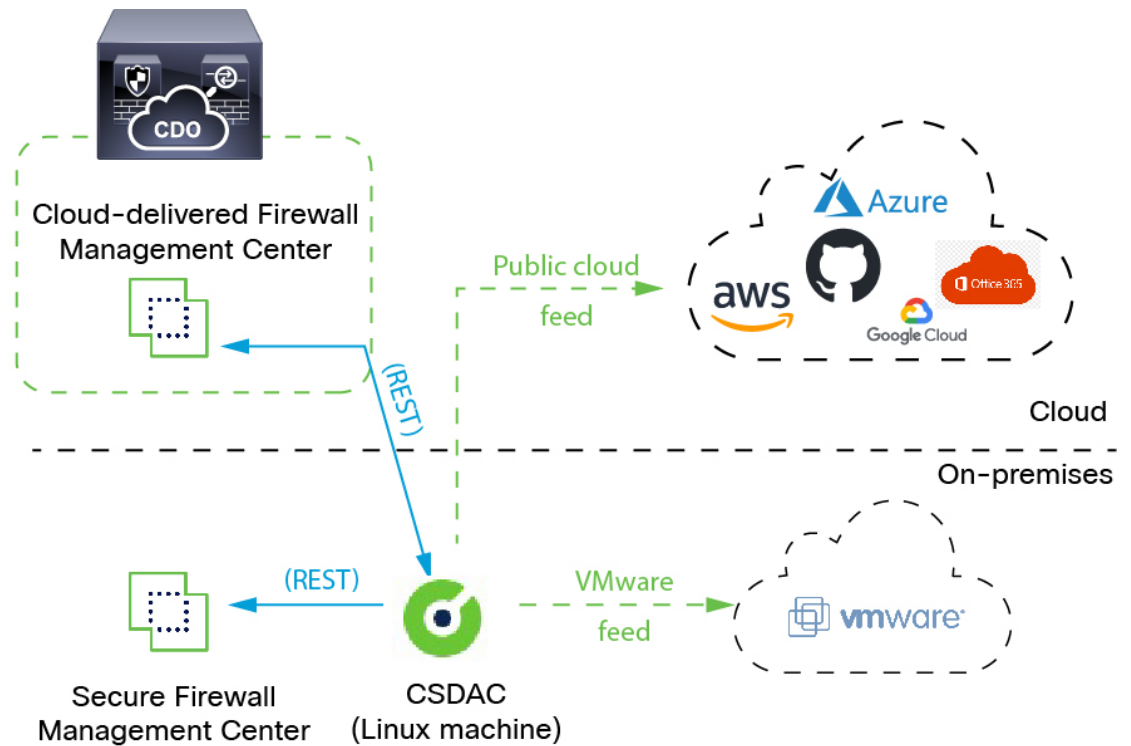 CDO
Cloud-delivered Firewall
Management Center
Public cloud
feed
Azure
aws
Office 365
Google Cloud
(REST)
Cloud
On-premises
(REST)
VMware
feed
vmware®
Secure Firewall
Management Center
CSDAC
(Linux machine)